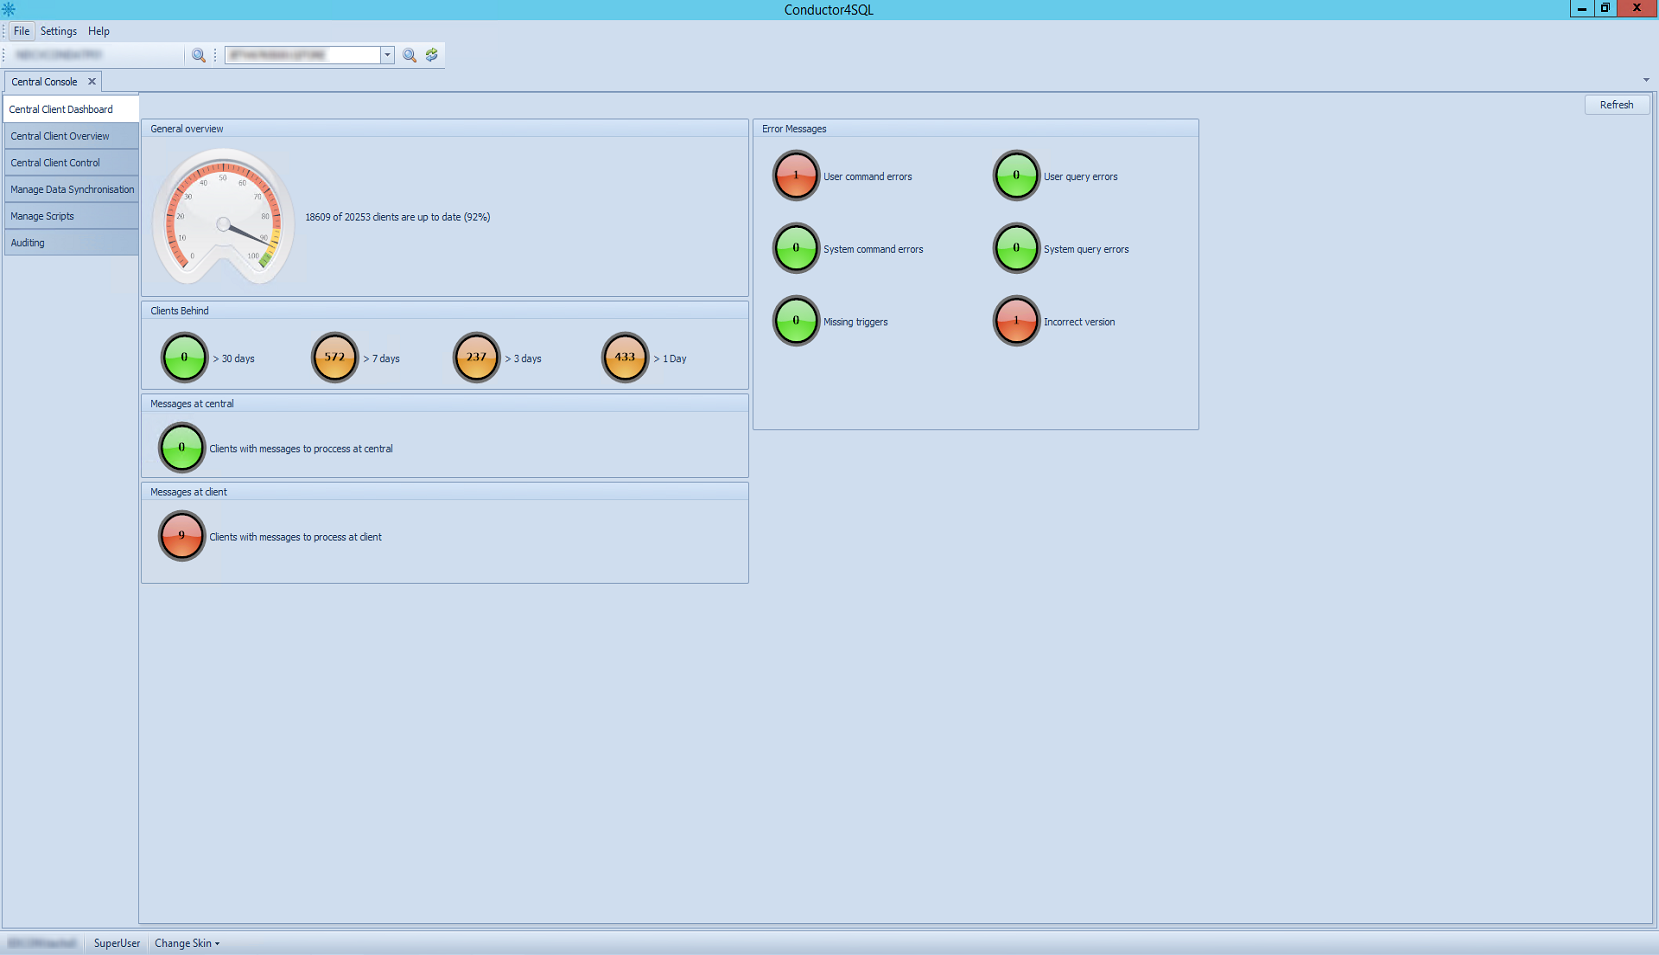 Conductor4SQL
File Settings Help
Central Console
Central Client Dashboard
Central Client Overview
Central Client Control
Manage Data Synchronisation
Manage Scripts
Auditing
Refresh
General overview
0 10 20 30 40 50 60 70 80 90 100
18609 of 20253 clients are up to date (92%)
Clients Behind
0 > 30 days
572 > 7 days
237 > 3 days
433 > 1 Day
Messages at central
0 Clients with messages to proccess at central
Messages at client
9 Clients with messages to process at client
Error Messages
1 User command errors
0 User query errors
0 System command errors
0 System query errors
0 Missing triggers
1 Incorrect version
SuperUser
Change Skin